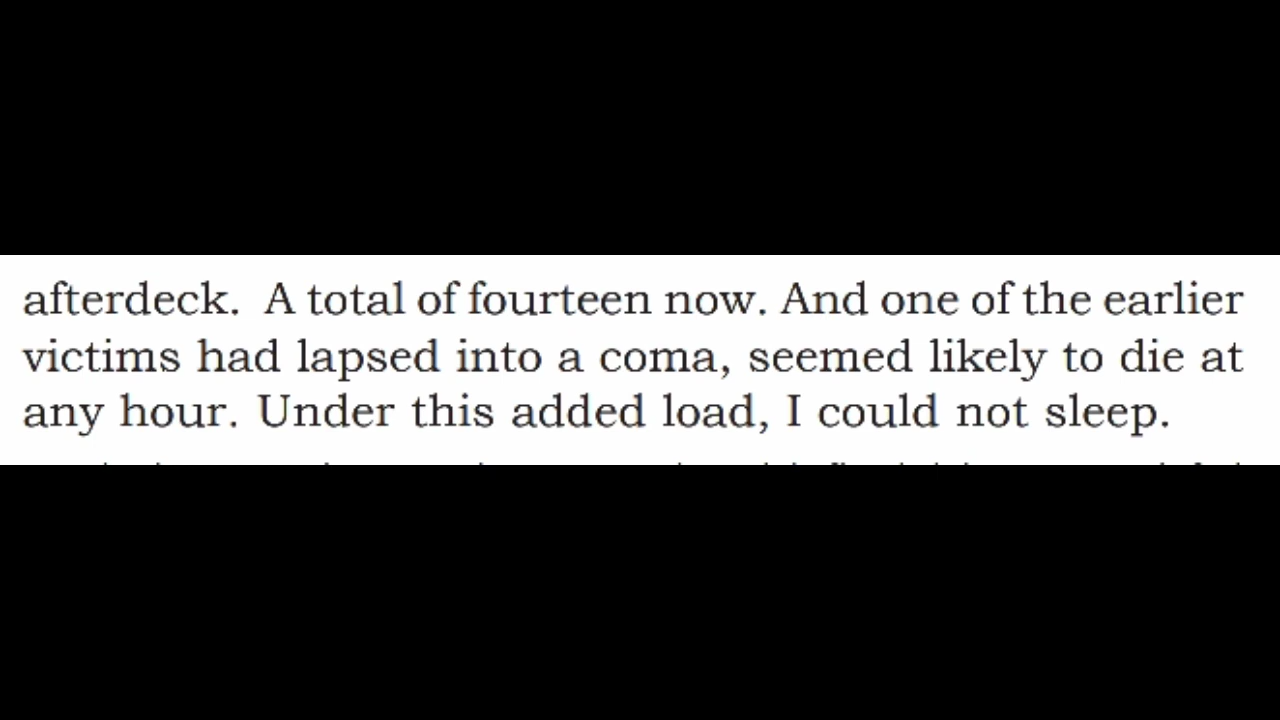 afterdeck.  A total of fourteen now. And one of the earlier
victims had lapsed into a coma, seemed likely to die at
any hour. Under this added load, I could not sleep.